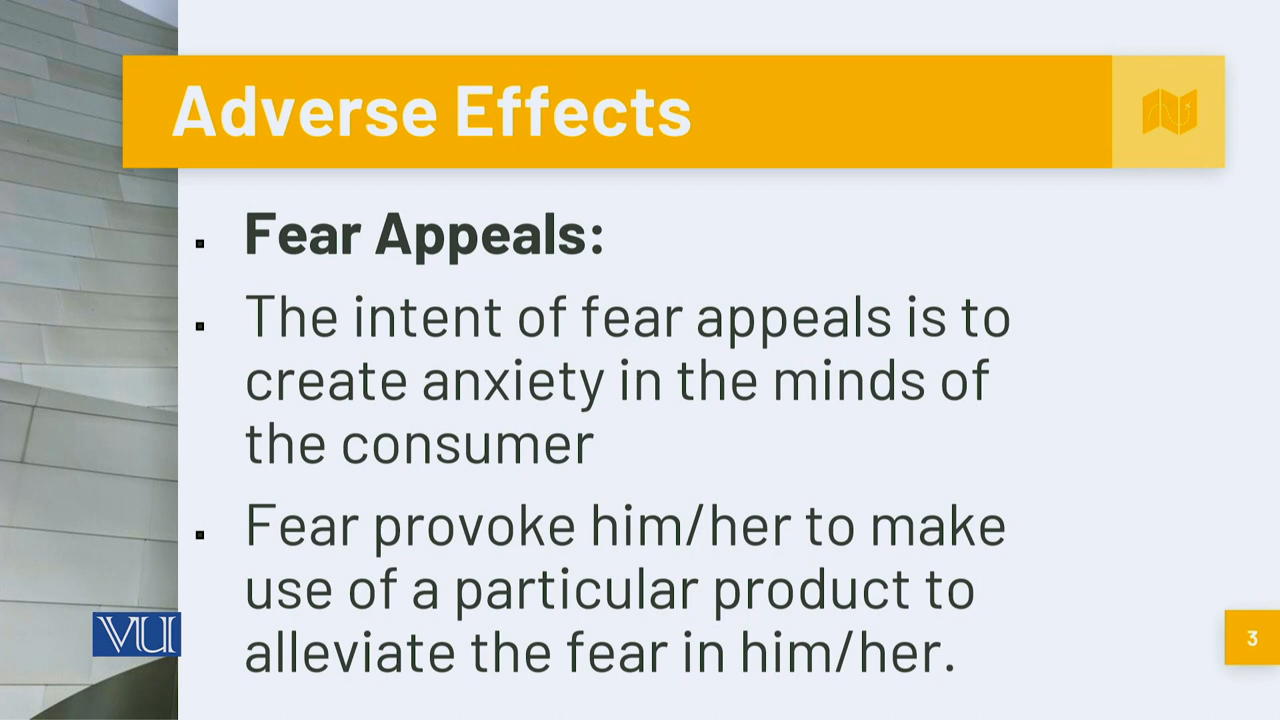 Adverse Effects
Fear Appeals:
The intent of fear appeals is to
create anxiety in the minds of
the consumer
Fear provoke him/her to make
use of a particular product to
alleviate the fear in him/her.
VU
3